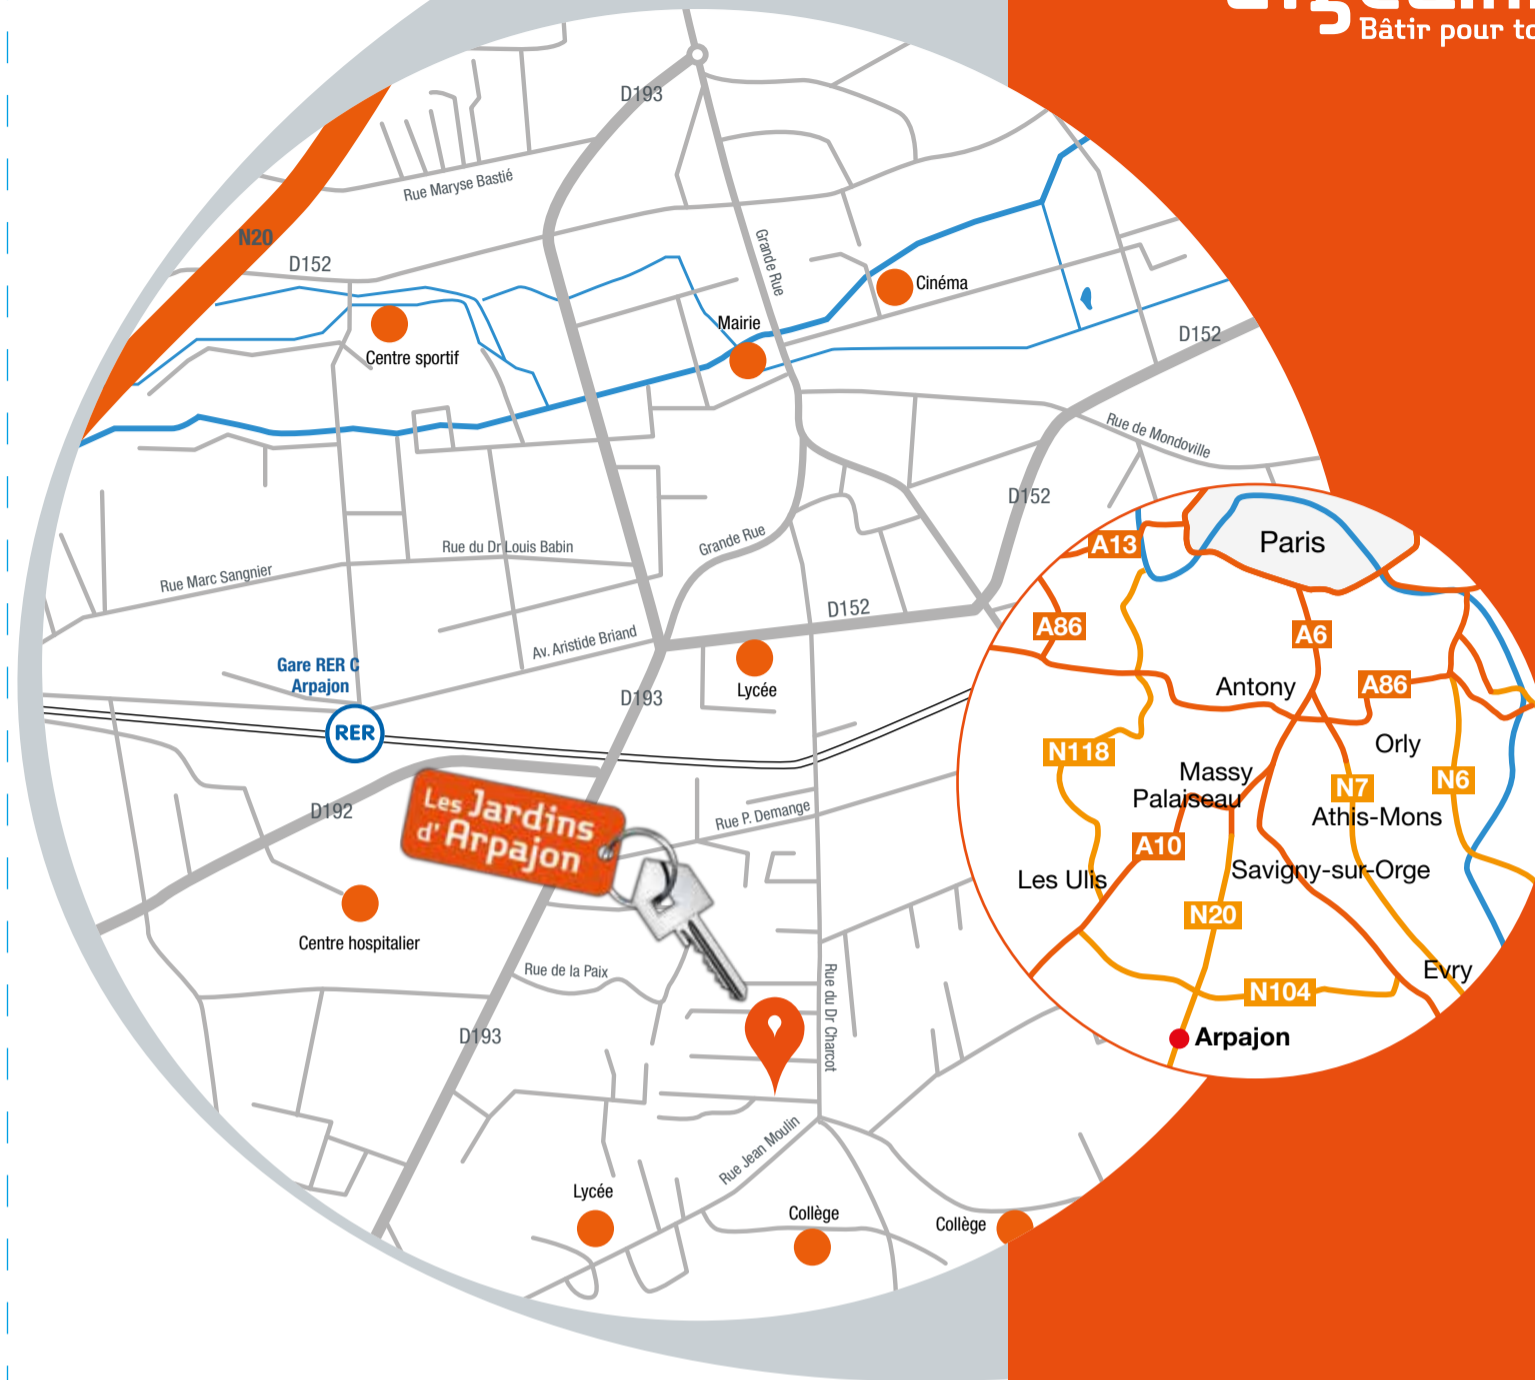 Bâtir pour
D193
Rue Maryse Bastié
N20
D152
Grande Rue
Cinéma
Mairie
Centre sportif
D152
Rue de Mondoville
D152
Grande Rue
Rue du Dr Louis Babin
Rue Marc Sangnier
D152
Av. Aristide Briand
Gare RER C
Arpajon
RER
D193
Lycée
D192
Les Jardins
d' Arpajon
Rue P. Demange
Centre hospitalier
Rue de la Paix
Rue du Dr Charcot
D193
Rue Jean Moulin
Lycée
Collège
Collège
Paris
A13
A86
A6
Antony
A86
Orly
N118
Massy
Palaiseau
N7
N6
Athis-Mons
A10
Les Ulis
Savigny-sur-Orge
N20
Evry
N104
Arpajon